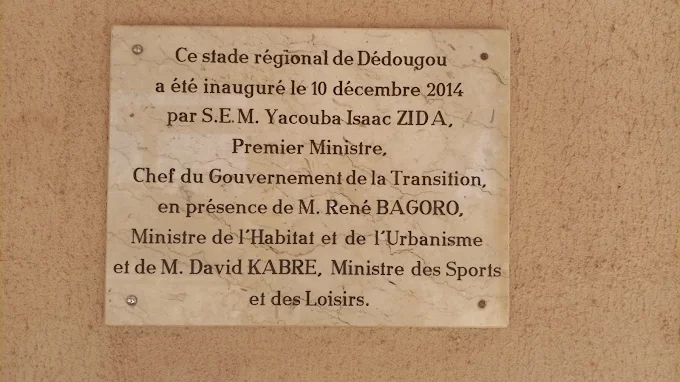 Ce stade régional de Dédougou
a été inauguré le 10 décembre 2014
par S.E.M. Yacouba Isaac ZIDA,
Premier Ministre,
Chef du Gouvernement de la Transition,
en présence de M. René BAGORO,
Ministre de l'Habitat et de l'Urbanisme
et de M. David KABRE, Ministre des Sports
et des Loisirs.